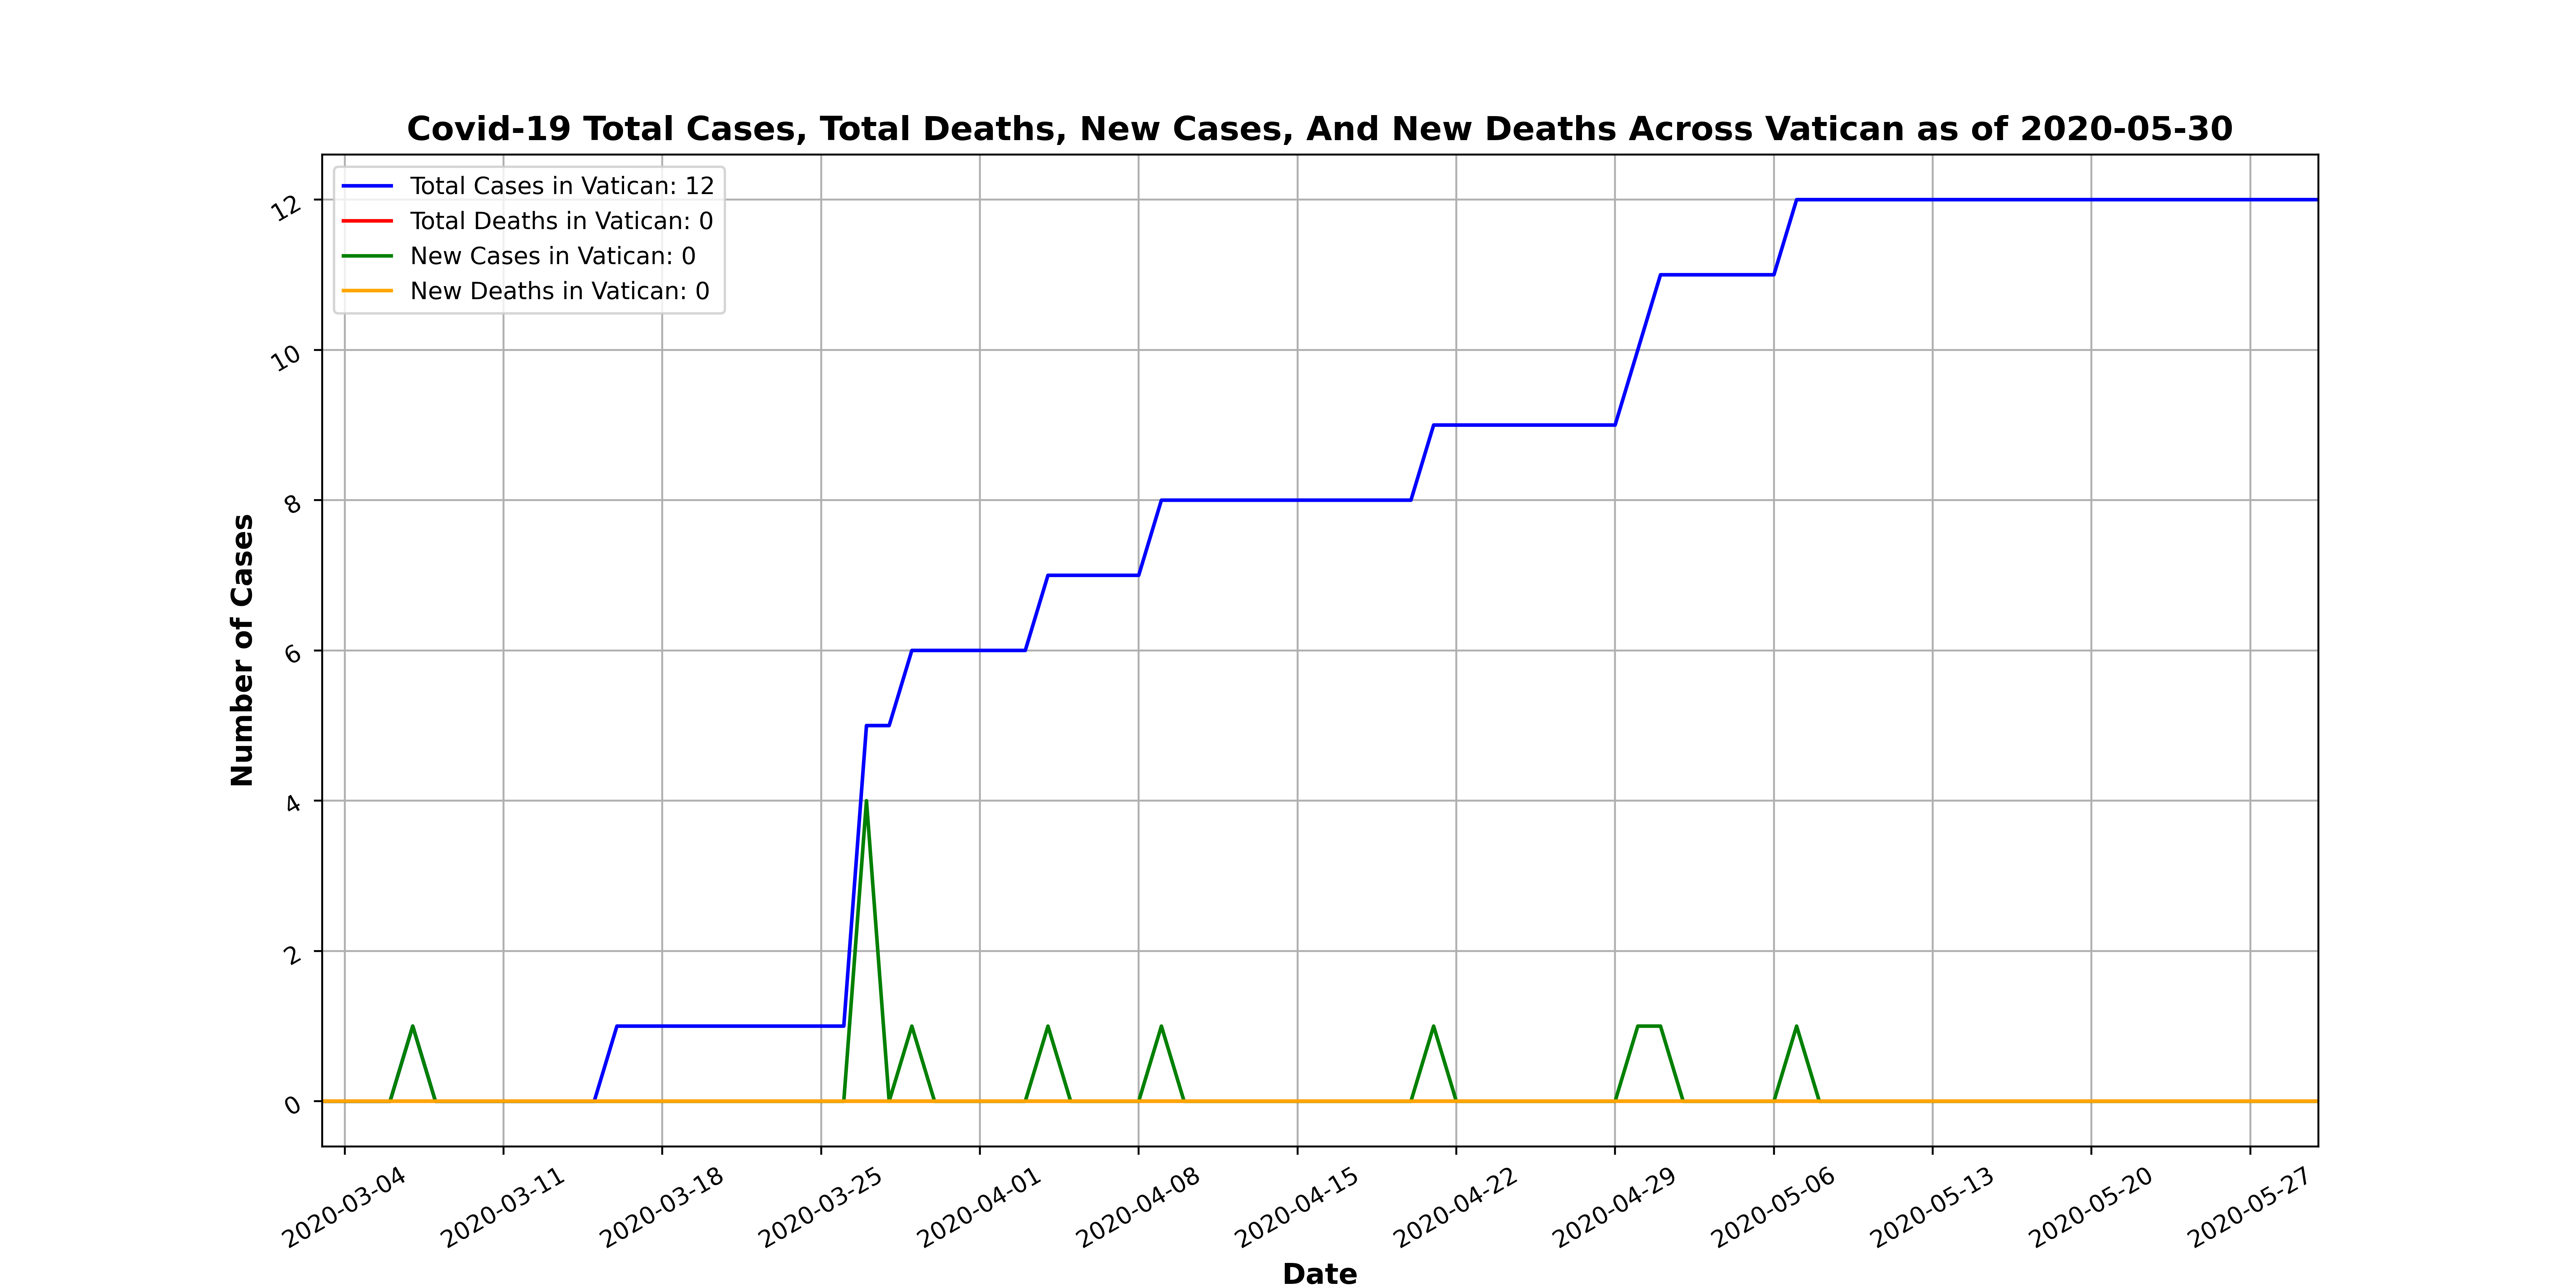 Covid-19 Total Cases, Total Deaths, New Cases, And New Deaths Across Vatican as of 2020-05-30
Total Cases in Vatican: 12
Total Deaths in Vatican: 0
New Cases in Vatican: 0
New Deaths in Vatican: 0
12
10
8
6
4
2
0
Number of Cases
2020-03-04
2020-03-11
2020-03-18
2020-03-25
2020-04-01
2020-04-08
2020-04-15
2020-04-22
2020-04-29
2020-05-06
2020-05-13
2020-05-20
2020-05-27
Date